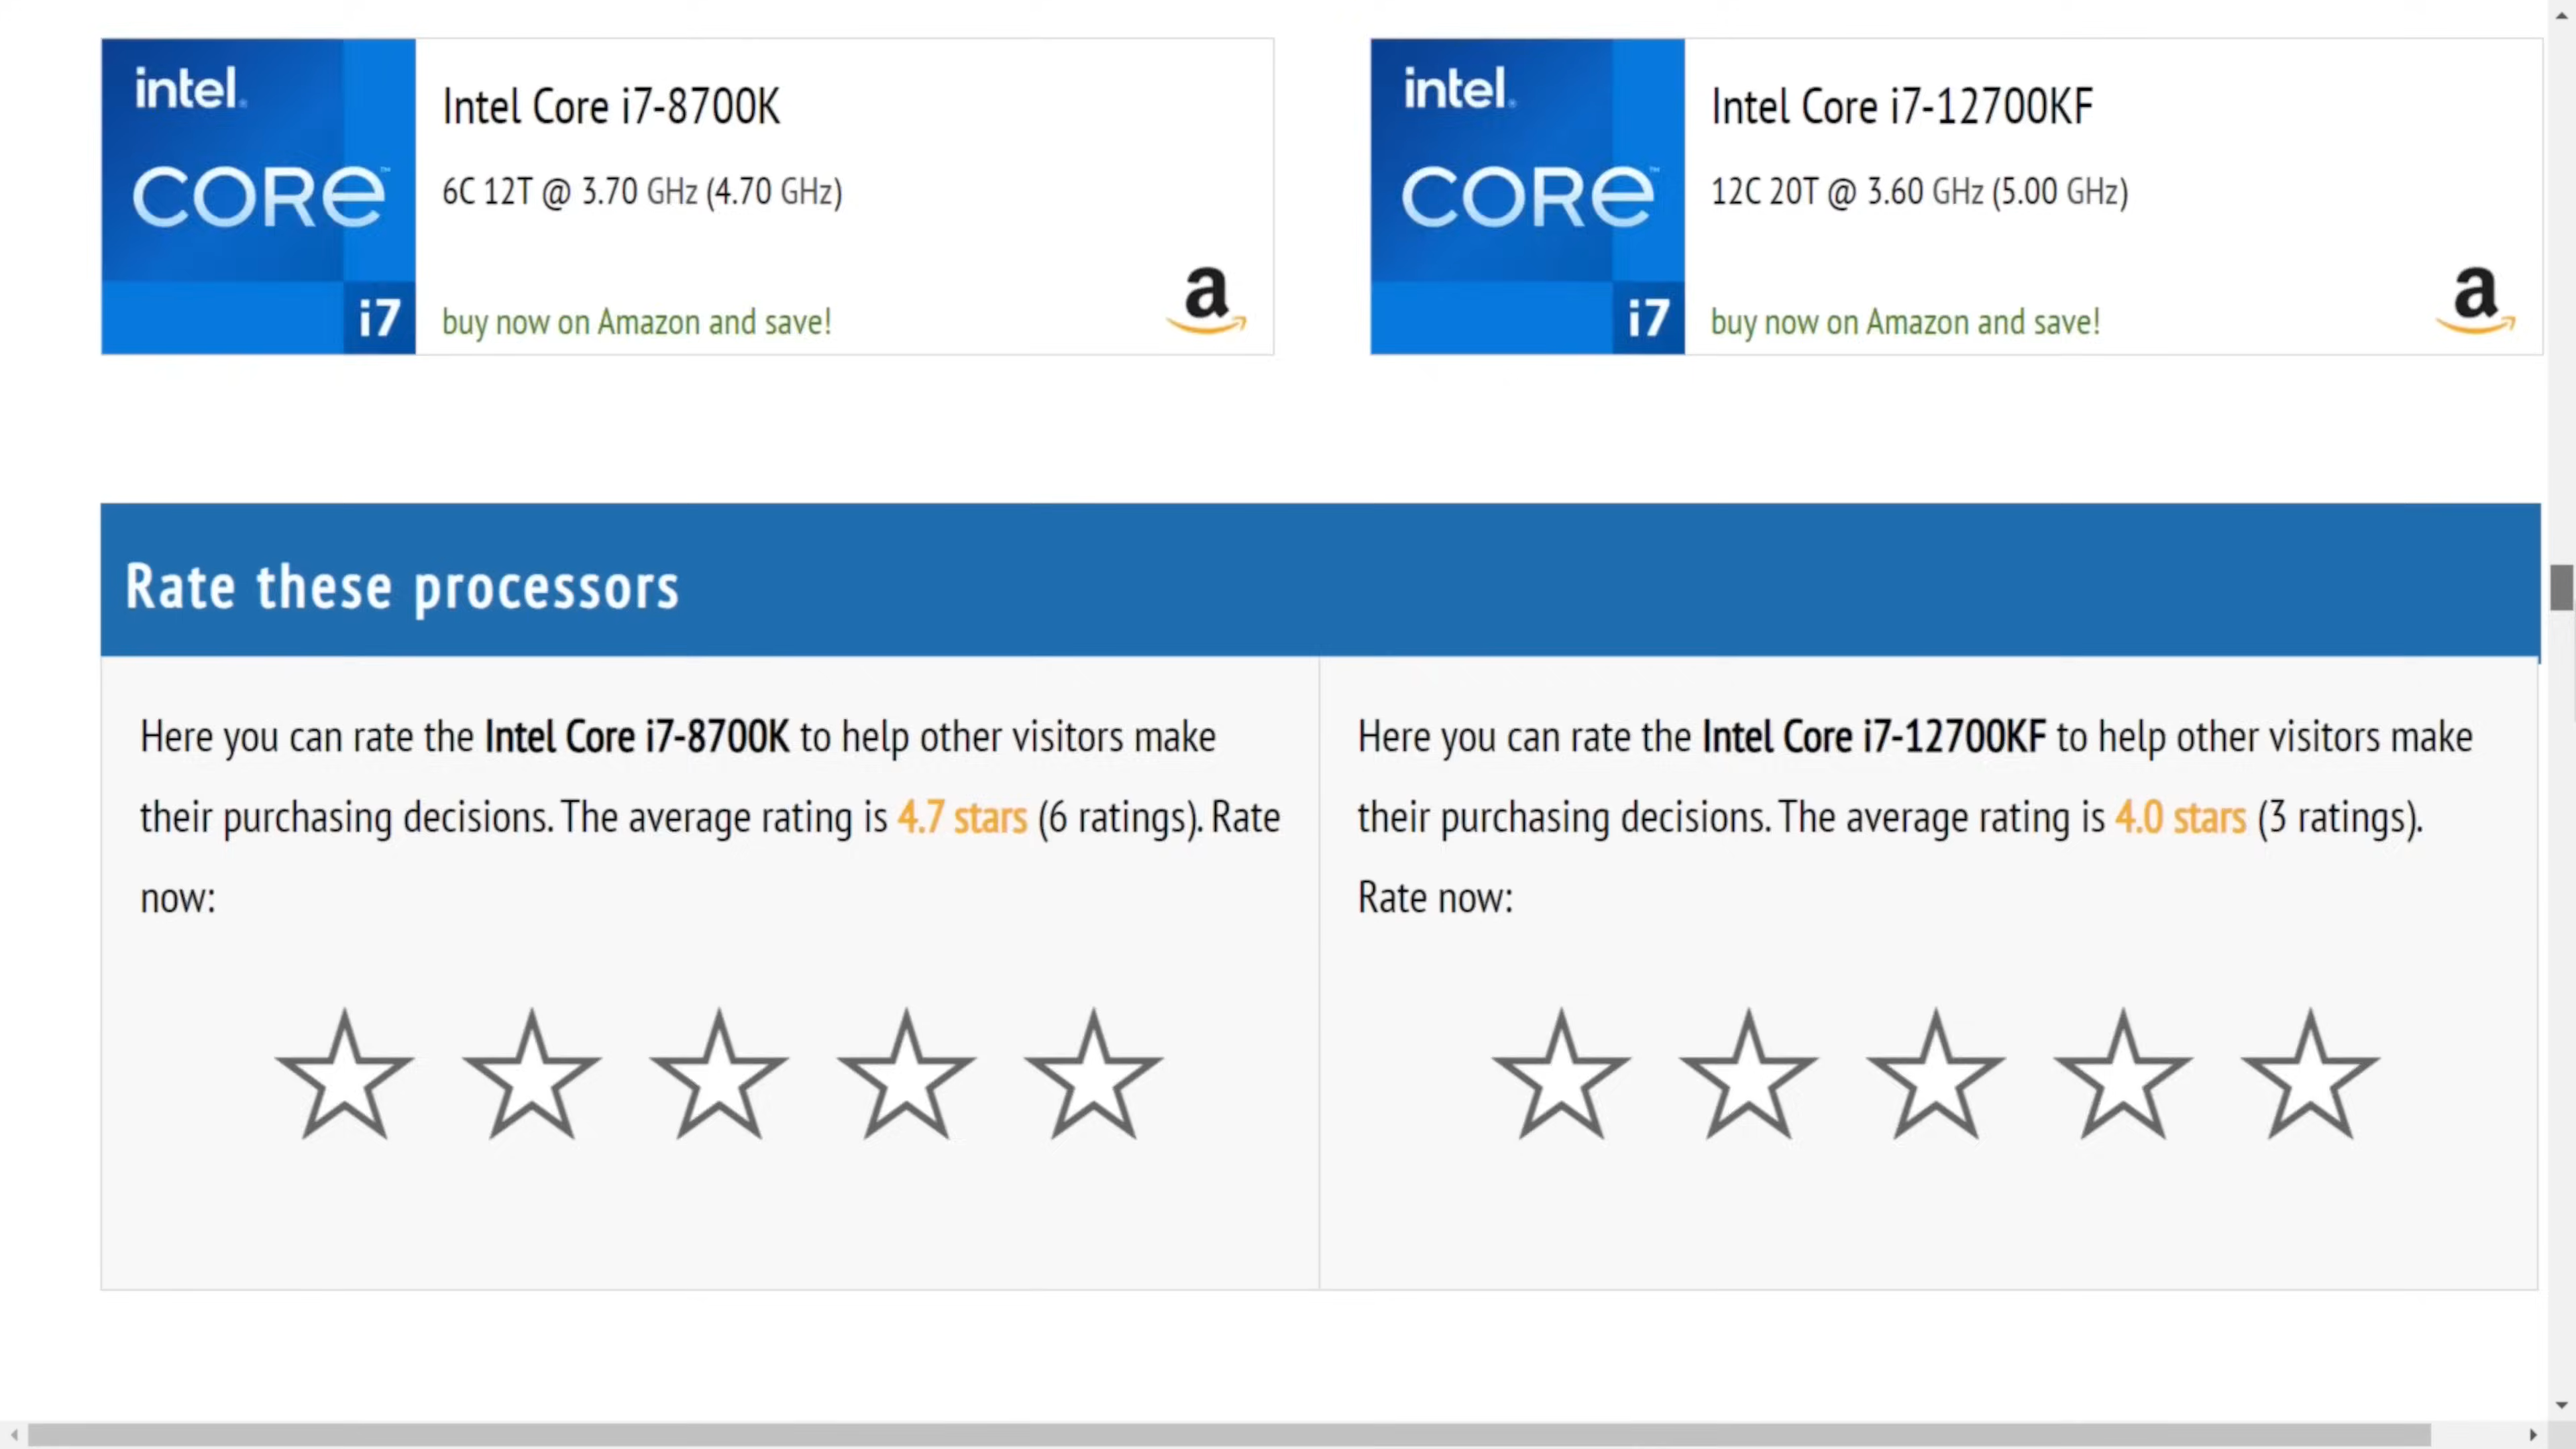 intel.
CORE™
i7
Intel Core i7-8700K
6C 12T @ 3.70 GHz (4.70 GHz)
buy now on Amazon and save!
a
intel.
CORE™
i7
Intel Core i7-12700KF
12C 20T @ 3.60 GHz (5.00 GHz)
buy now on Amazon and save!
a
Rate these processors
Here you can rate the Intel Core i7-8700K to help other visitors make
their purchasing decisions. The average rating is 4.7 stars (6 ratings). Rate
now:
Here you can rate the Intel Core i7-12700KF to help other visitors make
their purchasing decisions. The average rating is 4.0 stars (3 ratings).
Rate now: